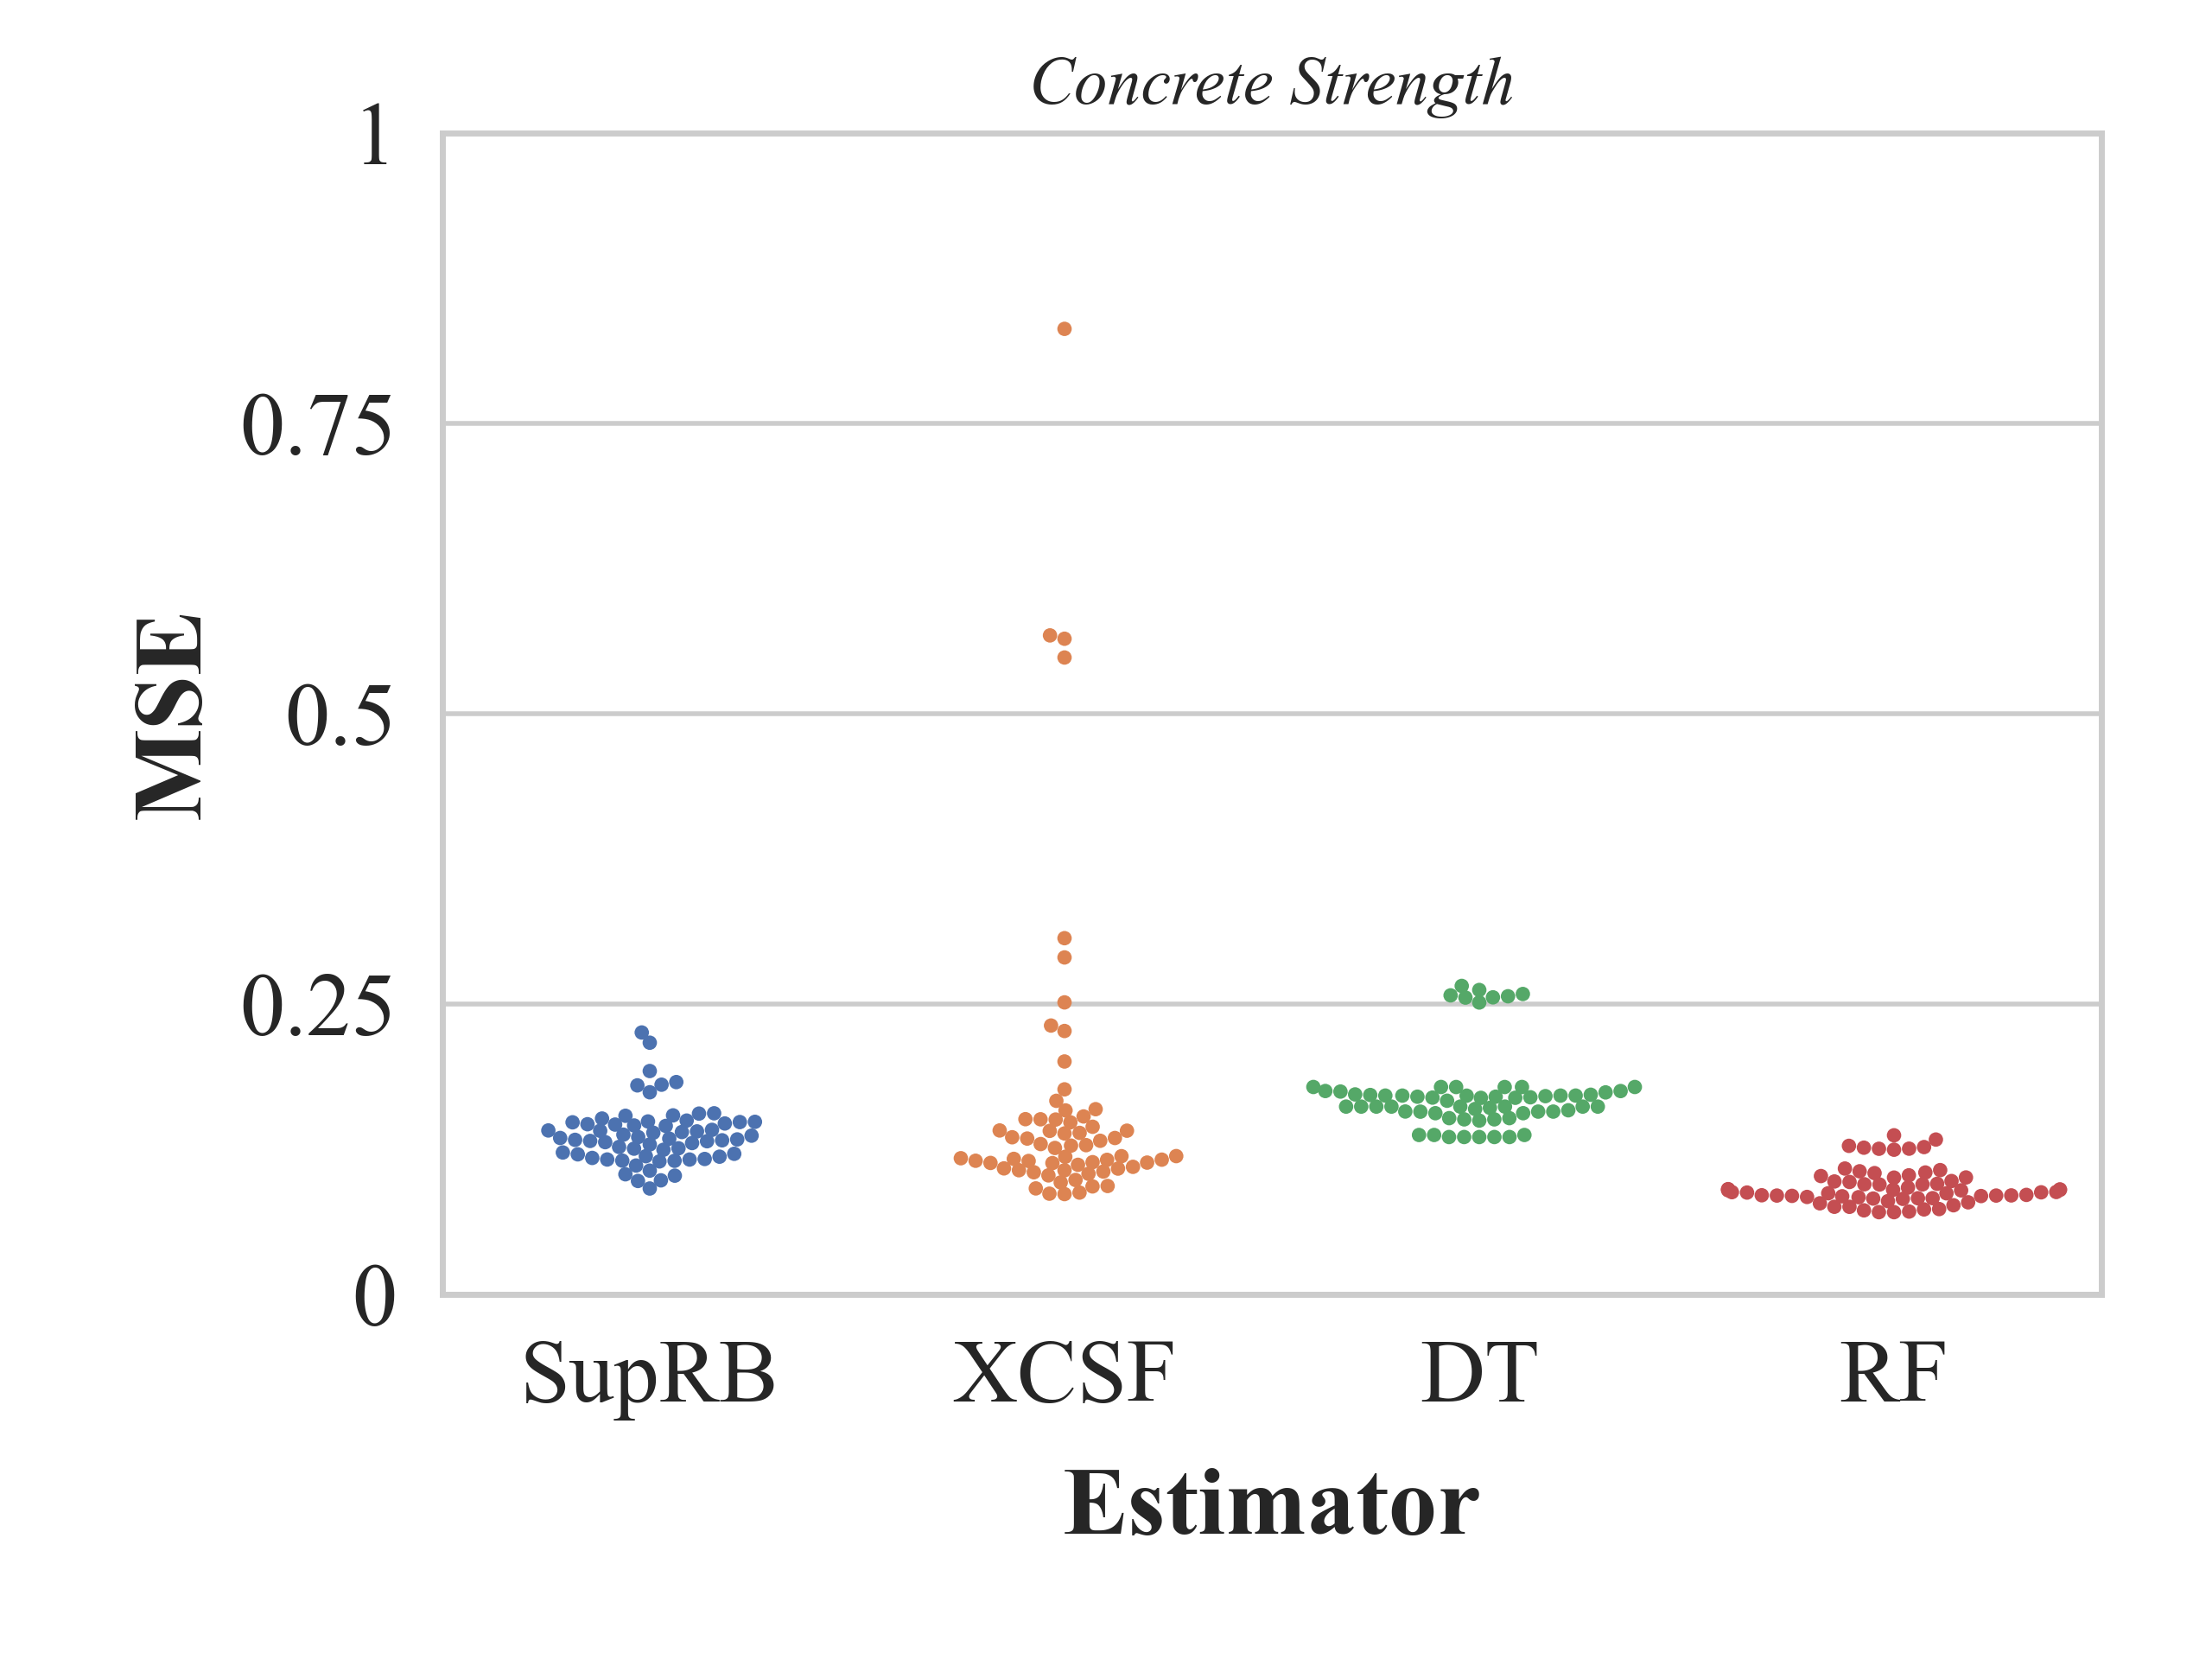 Concrete Strength
1
0.75
0.5
0.25
0
MSE
SupRB XCSF DT RF
Estimator